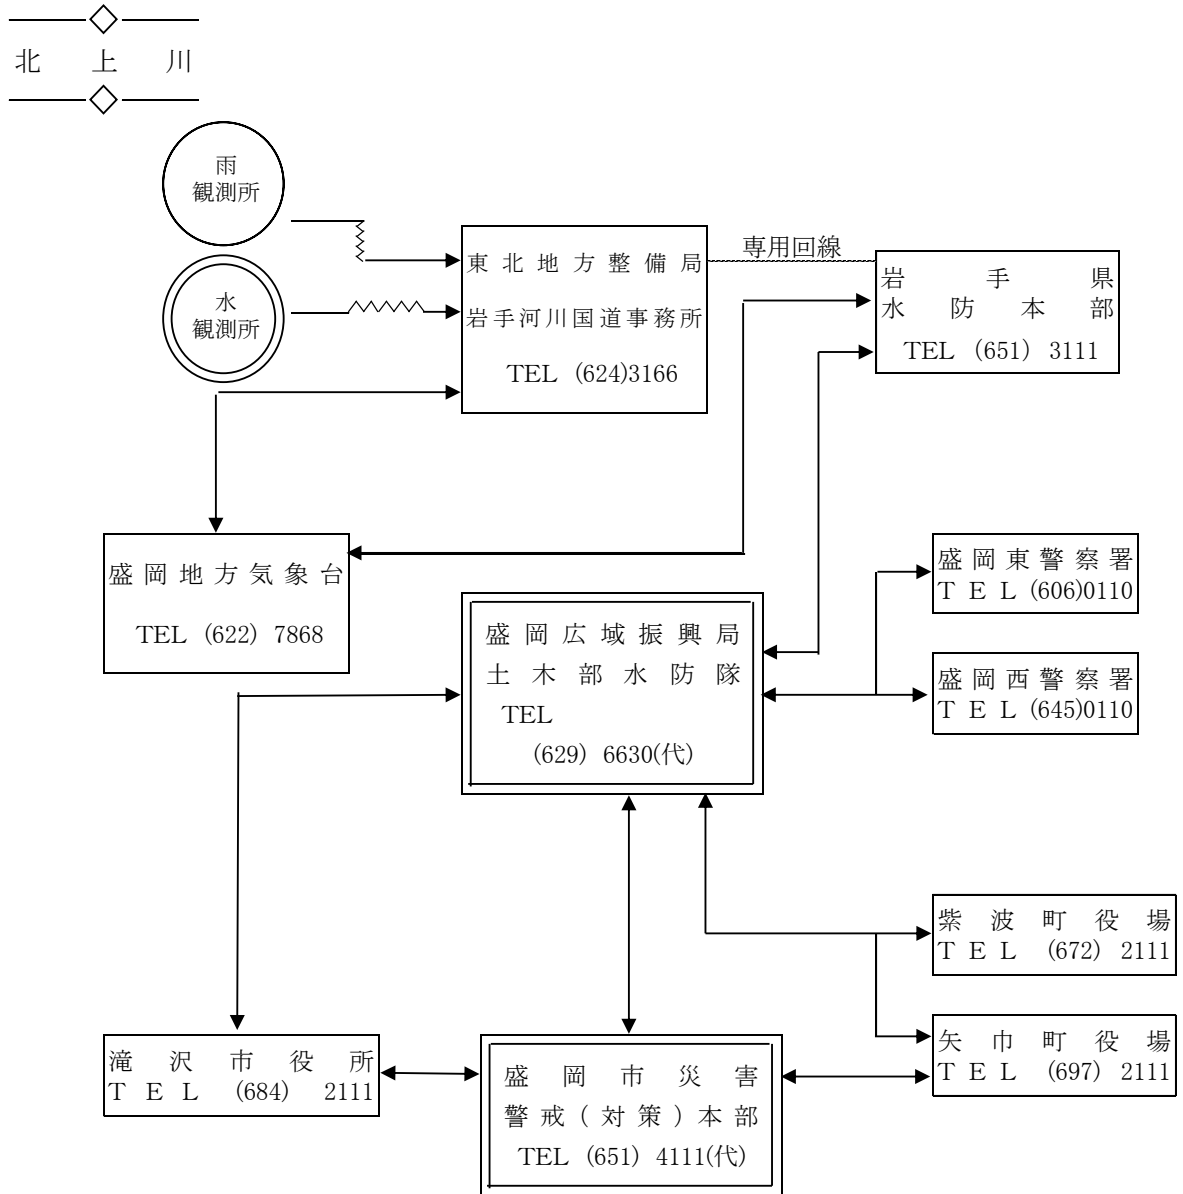 北上川
雨
観測所
水
観測所
東北地方整備局
岩手河川国道事務所
TEL (624)3166
専用回線
岩手県
水防本部
TEL (651) 3111
盛岡地方気象台
TEL (622) 7868
盛岡広域振興局
土木部水防隊
TEL
(629) 6630(代)
盛岡東警察署
TEL (606)0110
盛岡西警察署
TEL (645)0110
紫波町役場
TEL (672) 2111
矢巾町役場
TEL (697) 2111
滝沢市役所
TEL (684) 2111
盛岡市災害
警戒(対策)本部
TEL (651) 4111(代)